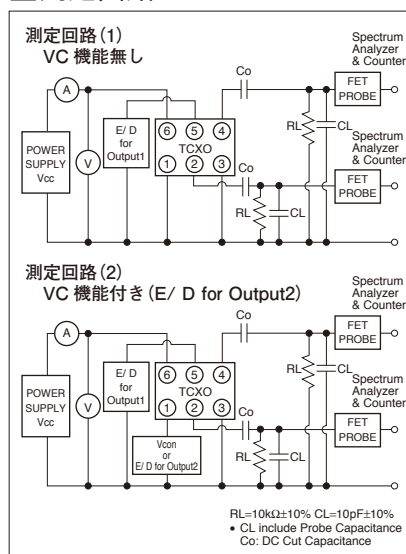 測定回路(1)
VC 機能無し
Spectrum
Analyzer
& Counter
Co
A
FET
PROBE
E/ D
for
Output1
6 5 4
TCXO
1 2 3
RL
CL
Spectrum
Analyzer
& Counter
POWER
SUPPLY
Vcc
V
Co
FET
PROBE
RL
CL
測定回路(2)
VC 機能付き(E/ D for Output2)
Spectrum
Analyzer
& Counter
Co
A
FET
PROBE
E/ D
for
Output1
6 5 4
TCXO
1 2 3
RL
CL
Spectrum
Analyzer
& Counter
POWER
SUPPLY
Vcc
V
Co
FET
PROBE
Vcon
or
E/ D for Output2
RL
CL
RL=10kΩ±10% CL=10pF±10%
• CL include Probe Capacitance
Co: DC Cut Capacitance